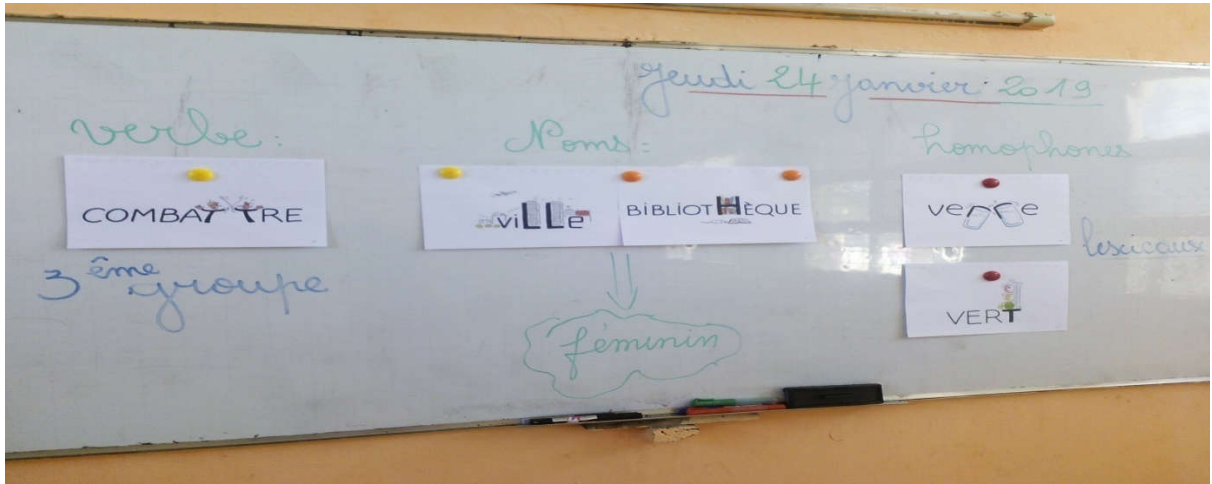 Jeudi 24 Janvier 2019
verbe:
COMBATTRE
3ème groupe
Noms:
viLLe
BiBLiOTHÈQUE
féminin
homophones
verre
lexicaux
VERT